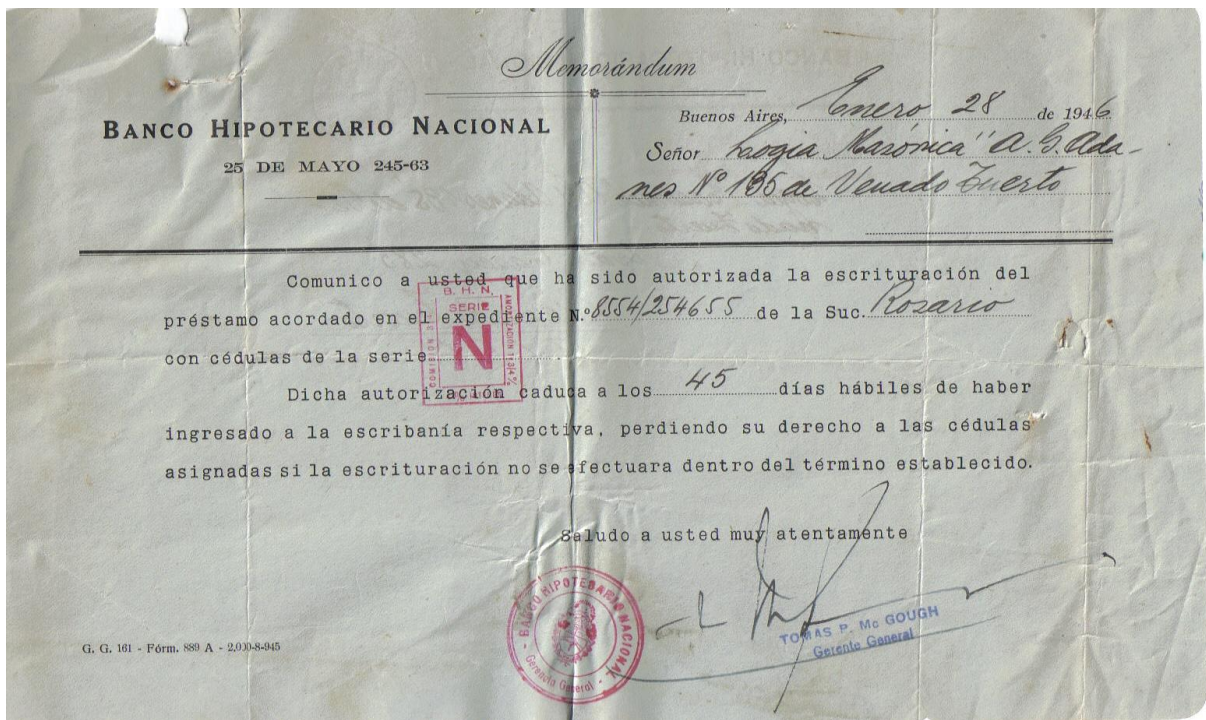 Memorándum
BANCO HIPOTECARIO NACIONAL
25 DE MAYO 245-63
Buenos Aires, Enero 28 de 1946
Señor Logia Masónica "A. G. Ada-
nes Nº 135 de Venado Tuerto
Comunico a usted que ha sido autorizada la escrituración del
préstamo acordado en el expediente N.º 8554/254655 de la Suc. Rosario
con cédulas de la serie
B. H. N.
SERIE
N
COMISION
AMORTIZACION
Dicha autorización caduca a los 45 días hábiles de haber
ingresado a la escribanía respectiva, perdiendo su derecho a las cédulas
asignadas si la escrituración no se efectuara dentro del término establecido.
Saludo a usted muy atentamente
BANCO HIPOTECARIO NACIONAL
Gerencia General
TOMAS P. Mc GOUGH
Gerente General
G. G. 161 - Fórm. 889 A - 2.000-8-945